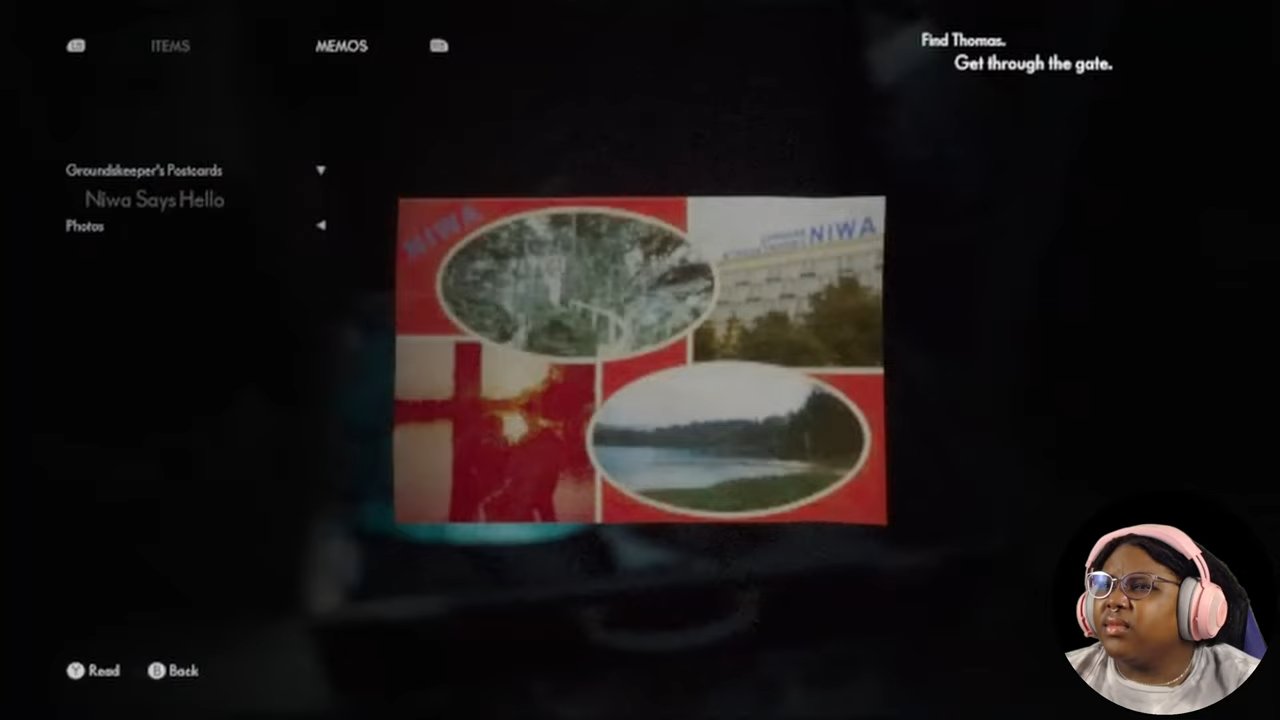 ITEMS
MEMOS
Find Thomas.
Get through the gate.
Groundskeeper's Postcards
Niwa Says Hello
Photos
NIWA
NIWA
Y Read
B Back